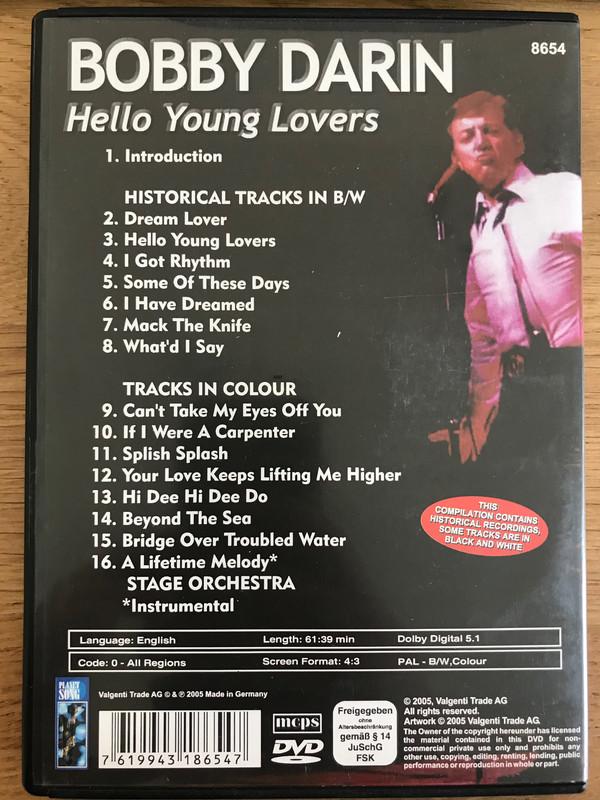 BOBBY DARIN
8654
Hello Young Lovers
1. Introduction
HISTORICAL TRACKS IN B/W
2. Dream Lover
3. Hello Young Lovers
4. I Got Rhythm
5. Some Of These Days
6. I Have Dreamed
7. Mack The Knife
8. What'd I Say
TRACKS IN COLOUR
9. Can't Take My Eyes Off You
10. If I Were A Carpenter
11. Splish Splash
12. Your Love Keeps Lifting Me Higher
13. Hi Dee Hi Dee Do
14. Beyond The Sea
15. Bridge Over Troubled Water
16. A Lifetime Melody*
STAGE ORCHESTRA
*Instrumental
THIS
COMPILATION CONTAINS
HISTORICAL RECORDINGS,
SOME TRACKS ARE IN
BLACK AND WHITE
Language: English Length: 61:39 min Dolby Digital 5.1
Code: 0 - All Regions Screen Format: 4:3 PAL - B/W,Colour
PLANET
SONG
Valgenti Trade AG © & ℗ 2005 Made in Germany
7 619943 186547
mcps
DVD
Freigegeben
ohne
Altersbeschränkung
gemäß § 14
JuSchG
FSK
© 2005, Valgenti Trade AG
All rights reserved.
Artwork © 2005 Valgenti Trade AG.
The Owner of the copyright hereunder has licensed
the material contained in this DVD for non-
commercial private use only and prohibits any
other use, copying, editing, renting, lending, public
performance or reproduction in whole or part.